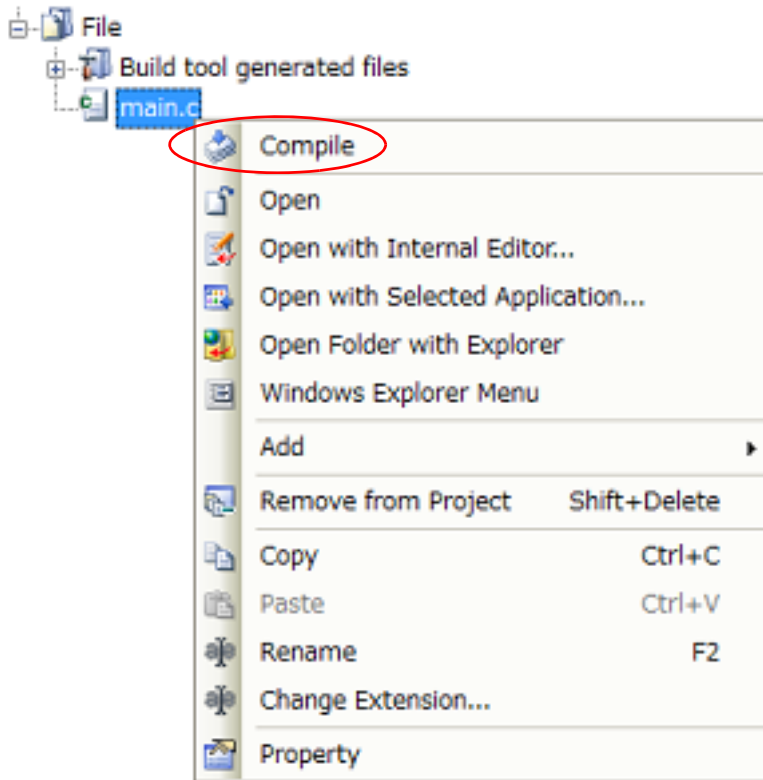 File
Build tool generated files
main.c
Compile
Open
Open with Internal Editor...
Open with Selected Application...
Open Folder with Explorer
Windows Explorer Menu
Add
Remove from Project Shift+Delete
Copy Ctrl+C
Paste Ctrl+V
Rename F2
Change Extension...
Property